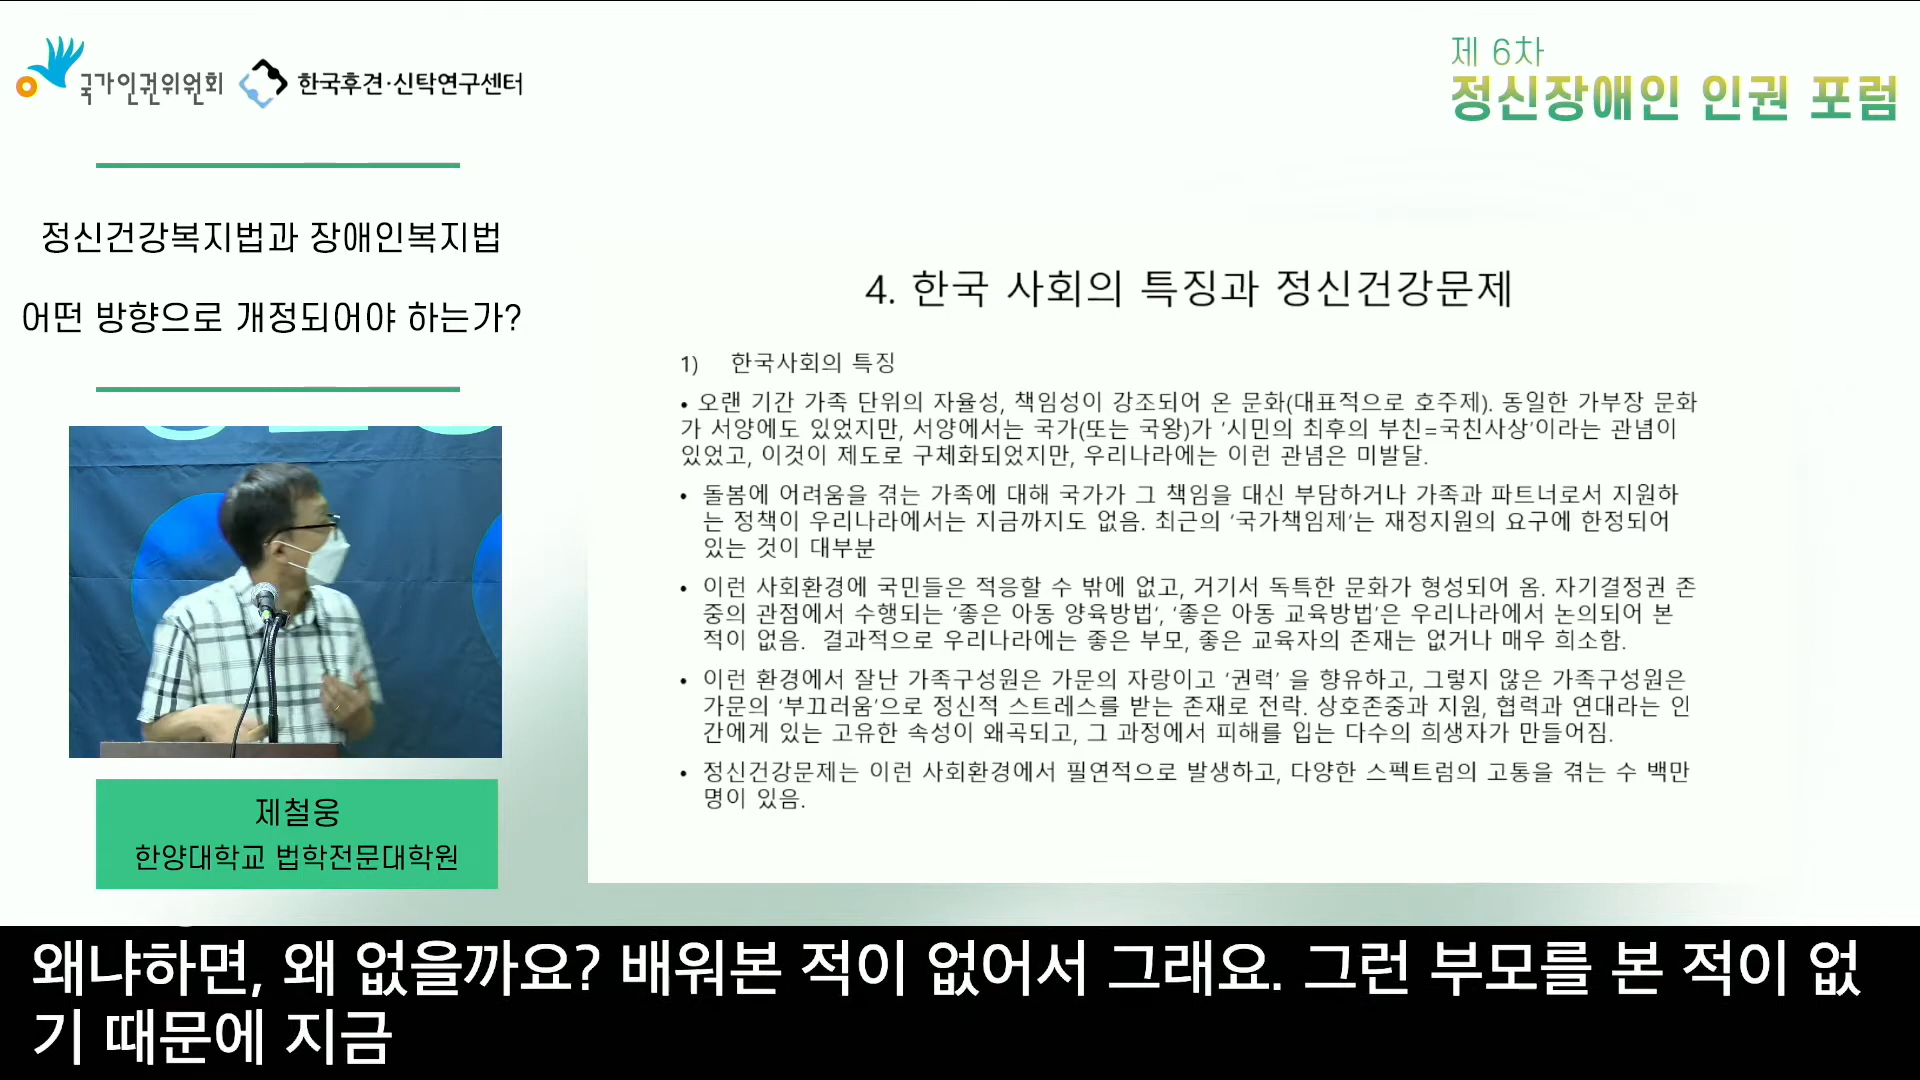 국가인권위원회
한국후견·신탁연구센터
제 6차
정신장애인 인권 포럼
정신건강복지법과 장애인복지법
어떤 방향으로 개정되어야 하는가?
4. 한국 사회의 특징과 정신건강문제
1) 한국사회의 특징
• 오랜 기간 가족 단위의 자율성, 책임성이 강조되어 온 문화(대표적으로 호주제). 동일한 가부장 문화
가 서양에도 있었지만, 서양에서는 국가(또는 국왕)가 '시민의 최후의 부친=국친사상'이라는 관념이
있었고, 이것이 제도로 구체화되었지만, 우리나라에는 이런 관념은 미발달.
• 돌봄에 어려움을 겪는 가족에 대해 국가가 그 책임을 대신 부담하거나 가족과 파트너로서 지원하
는 정책이 우리나라에서는 지금까지도 없음. 최근의 '국가책임제'는 재정지원의 요구에 한정되어
있는 것이 대부분
• 이런 사회환경에 국민들은 적응할 수 밖에 없고, 거기서 독특한 문화가 형성되어 옴. 자기결정권 존
중의 관점에서 수행되는 '좋은 아동 양육방법', '좋은 아동 교육방법'은 우리나라에서 논의되어 본
적이 없음. 결과적으로 우리나라에는 좋은 부모, 좋은 교육자의 존재는 없거나 매우 희소함.
• 이런 환경에서 잘난 가족구성원은 가문의 자랑이고 '권력' 을 향유하고, 그렇지 않은 가족구성원은
가문의 '부끄러움'으로 정신적 스트레스를 받는 존재로 전락. 상호존중과 지원, 협력과 연대라는 인
간에게 있는 고유한 속성이 왜곡되고, 그 과정에서 피해를 입는 다수의 희생자가 만들어짐.
• 정신건강문제는 이런 사회환경에서 필연적으로 발생하고, 다양한 스펙트럼의 고통을 겪는 수 백만
명이 있음.
제철웅
한양대학교 법학전문대학원
왜냐하면, 왜 없을까요? 배워본 적이 없어서 그래요. 그런 부모를 본 적이 없
기 때문에 지금